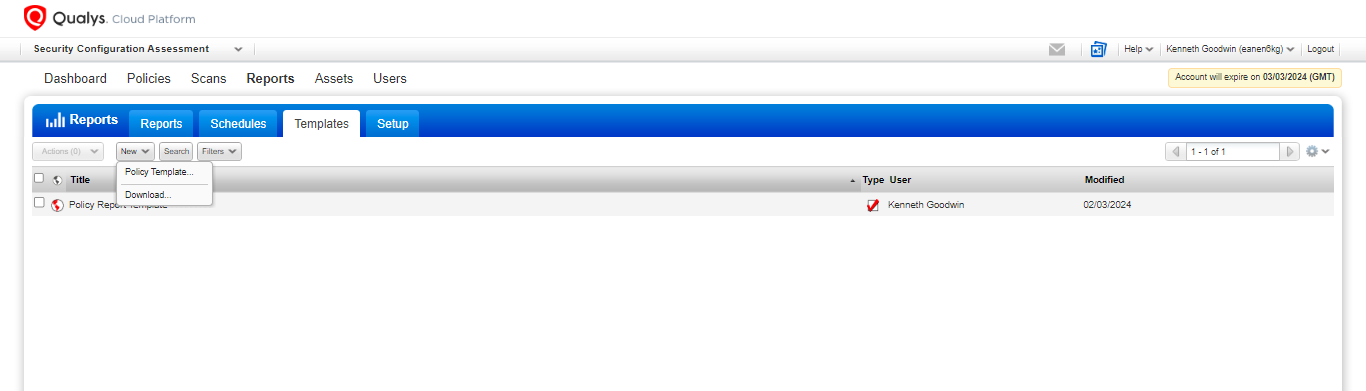 Qualys. Cloud Platform
Security Configuration Assessment
Help
Kenneth Goodwin (eanen6kg)
Logout
Dashboard Policies Scans Reports Assets Users
Account will expire on 03/03/2024 (GMT)
Reports
Reports Schedules Templates Setup
Actions (0) New Search Filters
1 - 1 of 1
Policy Template...
Download...
Title Type User Modified
Policy Report Template Kenneth Goodwin 02/03/2024